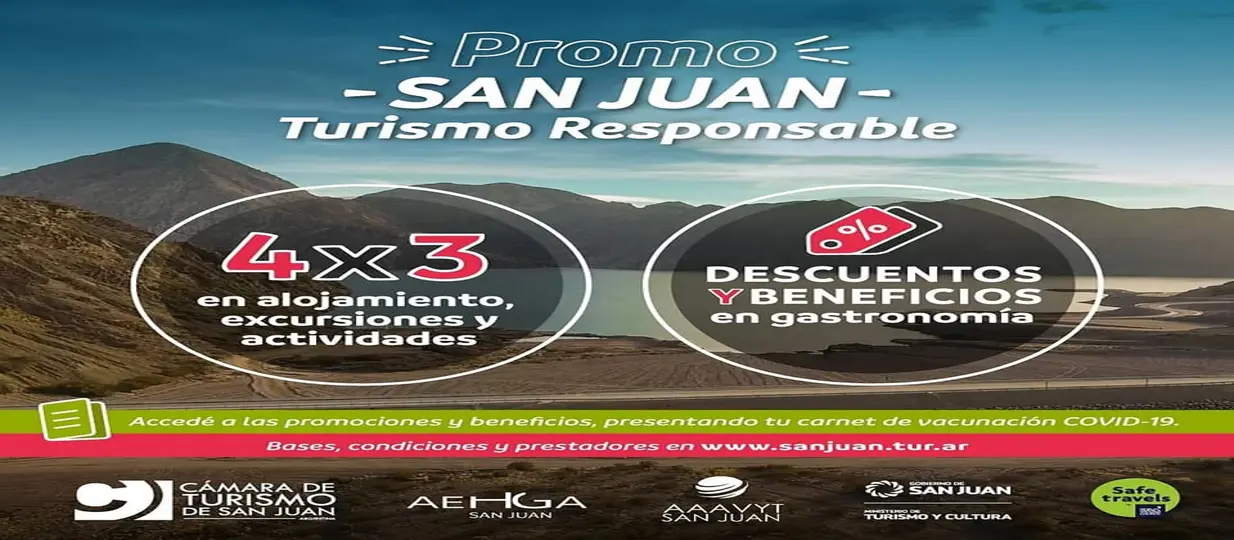 Promo
- SAN JUAN -
Turismo Responsable
4x3
en alojamiento,
excursiones y
actividades
%
DESCUENTOS
Y BENEFICIOS
en gastronomía
Accedé a las promociones y beneficios, presentando tu carnet de vacunación COVID-19.
Bases, condiciones y prestadores en www.sanjuan.tur.ar
CÁMARA DE
TURISMO
DE SAN JUAN
ARGENTINA
AEHGA
SAN JUAN
AAAVYT
SAN JUAN
GOBIERNO DE
SAN JUAN
MINISTERIO DE
TURISMO Y CULTURA
Safe
travels